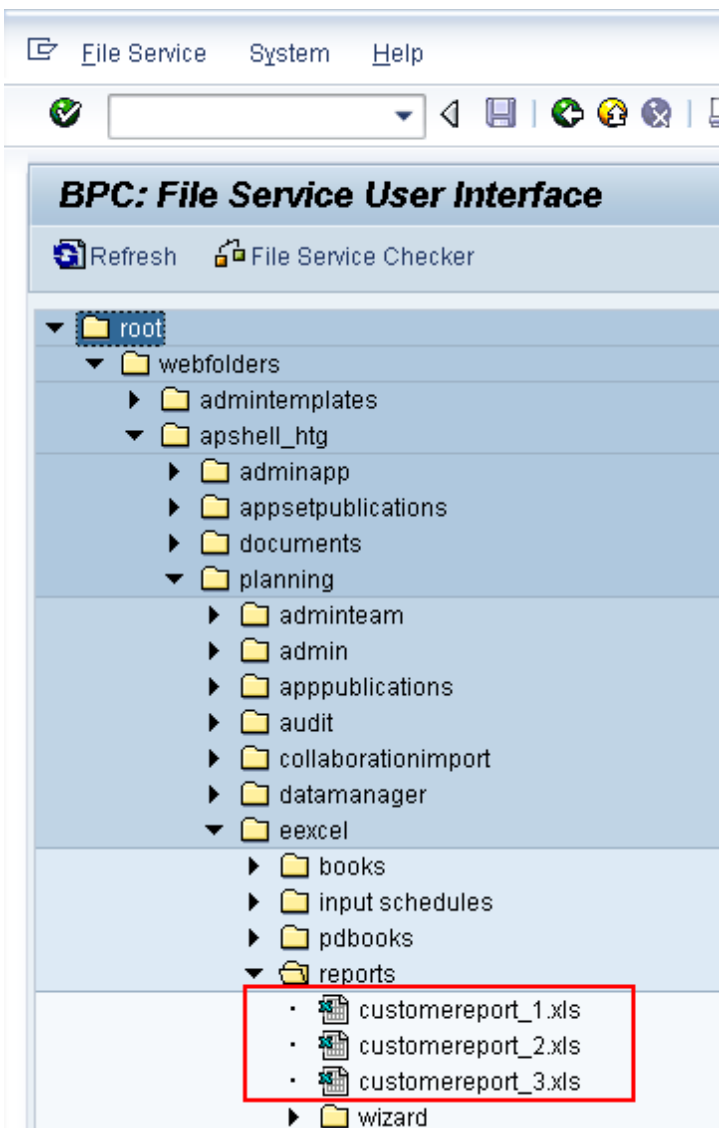 File Service System Help
BPC: File Service User Interface
Refresh File Service Checker
root
webfolders
admintemplates
apshell_htg
adminapp
appsetpublications
documents
planning
adminteam
admin
apppublications
audit
collaborationimport
datamanager
eexcel
books
input schedules
pdbooks
reports
customereport_1.xls
customereport_2.xls
customereport_3.xls
wizard